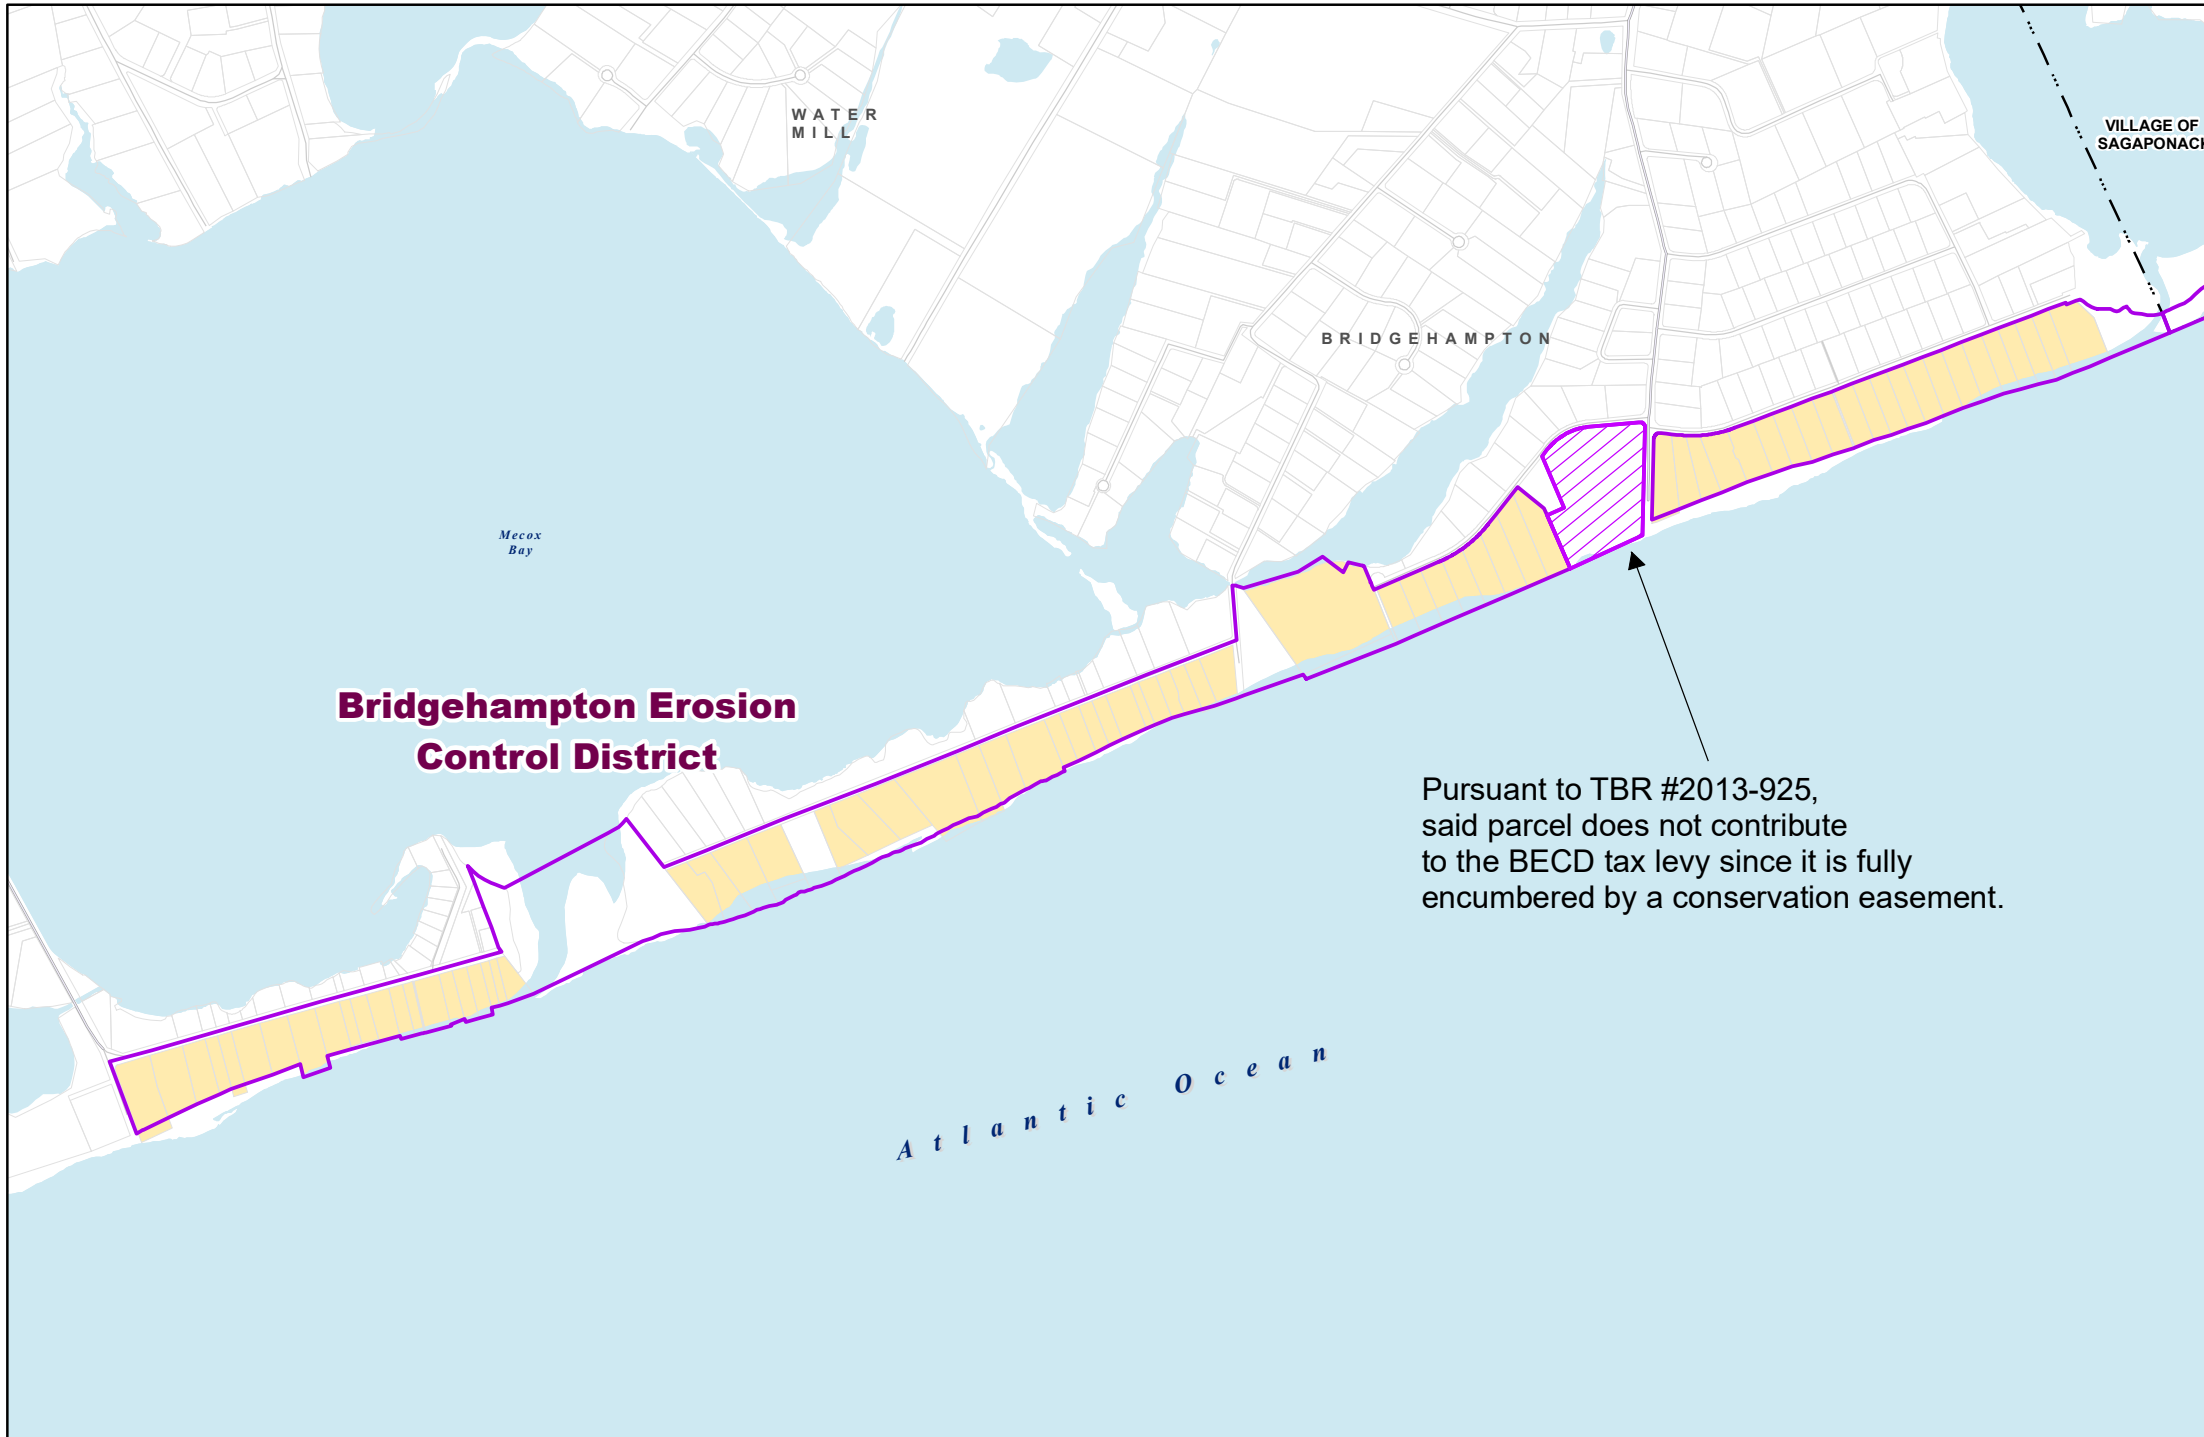 WATER
MILL
VILLAGE OF
SAGAPONACK
BRIDGEHAMPTON
Mecox
Bay
Bridgehampton Erosion
Control District
Pursuant to TBR #2013-925,
said parcel does not contribute
to the BECD tax levy since it is fully
encumbered by a conservation easement.
Atlantic Ocean